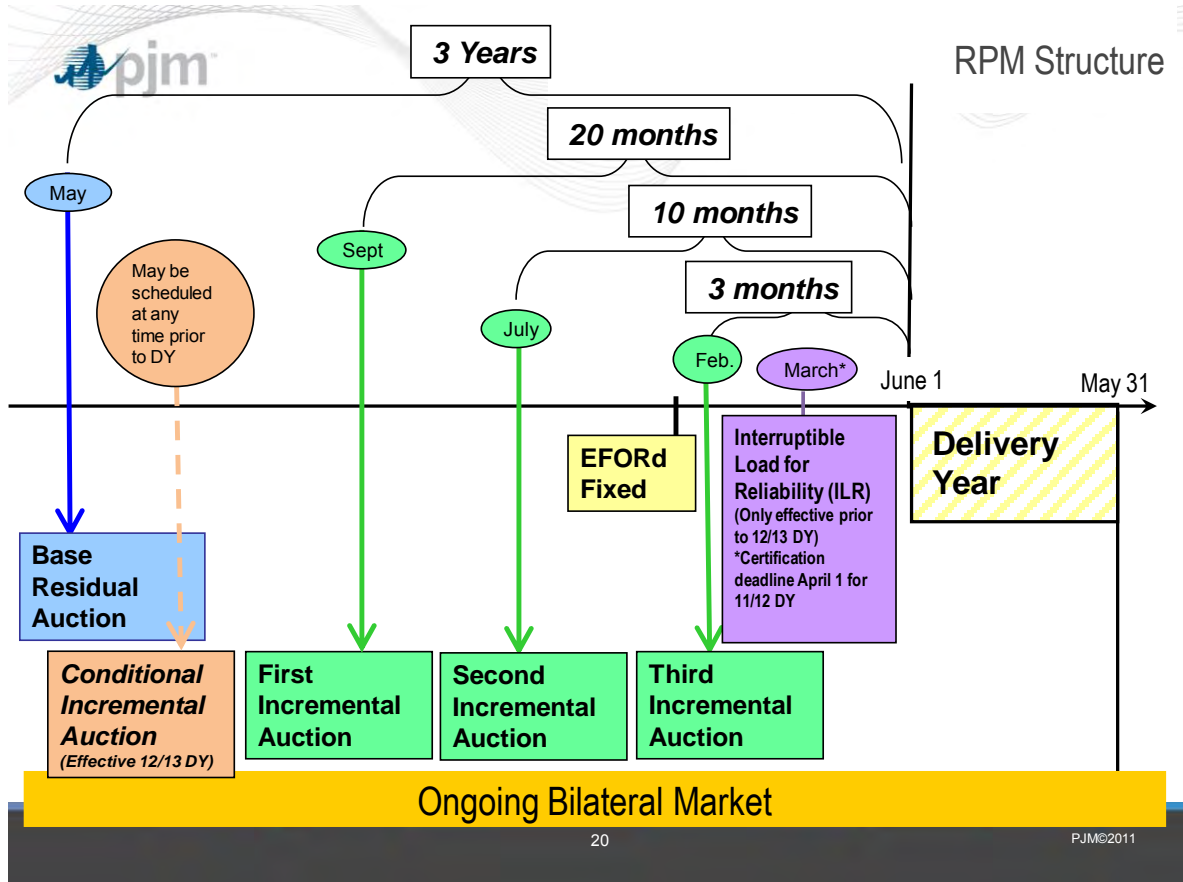 pjm™
RPM Structure
3 Years
20 months
10 months
3 months
May
Sept
July
Feb.
March*
May be
scheduled
at any
time prior
to DY
June 1
May 31
EFORd
Fixed
Interruptible
Load for
Reliability (ILR)
(Only effective prior
to 12/13 DY)
*Certification
deadline April 1 for
11/12 DY
Delivery
Year
Base
Residual
Auction
Conditional
Incremental
Auction
(Effective 12/13 DY)
First
Incremental
Auction
Second
Incremental
Auction
Third
Incremental
Auction
Ongoing Bilateral Market
20
PJM©2011